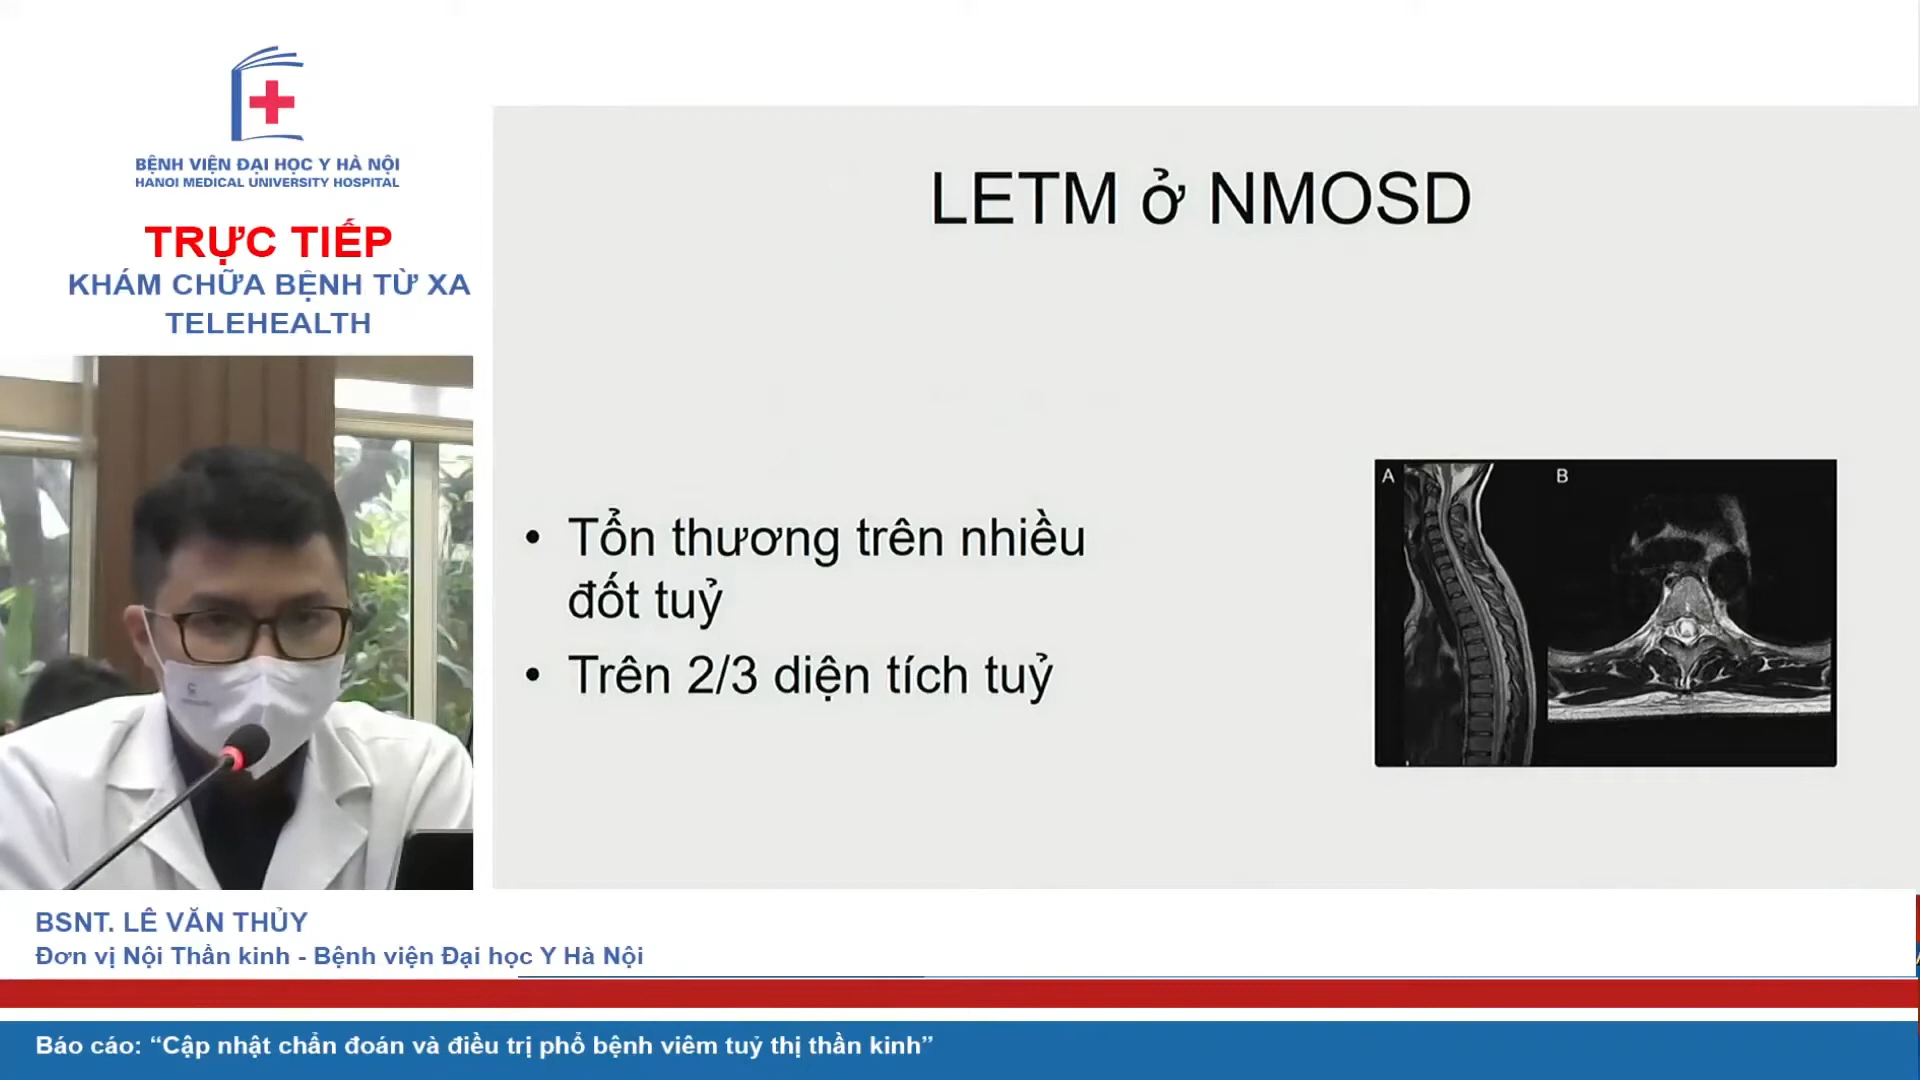 BỆNH VIỆN ĐẠI HỌC Y HÀ NỘI
HANOI MEDICAL UNIVERSITY HOSPITAL
TRỰC TIẾP
KHÁM CHỮA BỆNH TỪ XA
TELEHEALTH
LETM ở NMOSD
• Tổn thương trên nhiều
đốt tuỷ
• Trên 2/3 diện tích tuỷ
A
B
BSNT. LÊ VĂN THỦY
Đơn vị Nội Thần kinh - Bệnh viện Đại học Y Hà Nội
Báo cáo: “Cập nhật chẩn đoán và điều trị phổ bệnh viêm tuỷ thị thần kinh”